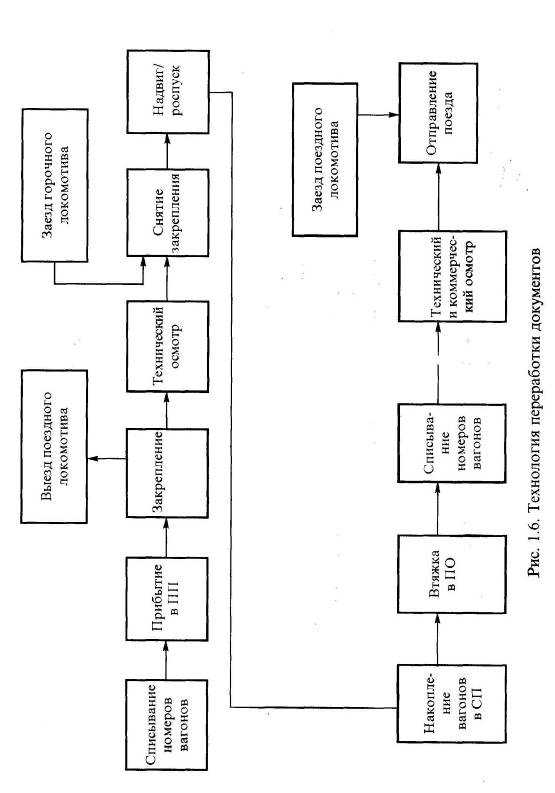 Списывание
номеров
вагонов
Прибытие
в ПП
Закрепление
Выезд поездного
локомотива
Технический
осмотр
Заезд горочного
локомотива
Снятие
закрепления
Надвиг/
роспуск
Накопле-
ние
вагонов
в СП
Втяжка
в ПО
Списыва-
ние
номеров
вагонов
Технический
и коммерчес-
кий осмотр
Заезд поездного
локомотива
Отправление
поезда
Рис. 1.6. Технология переработки документов